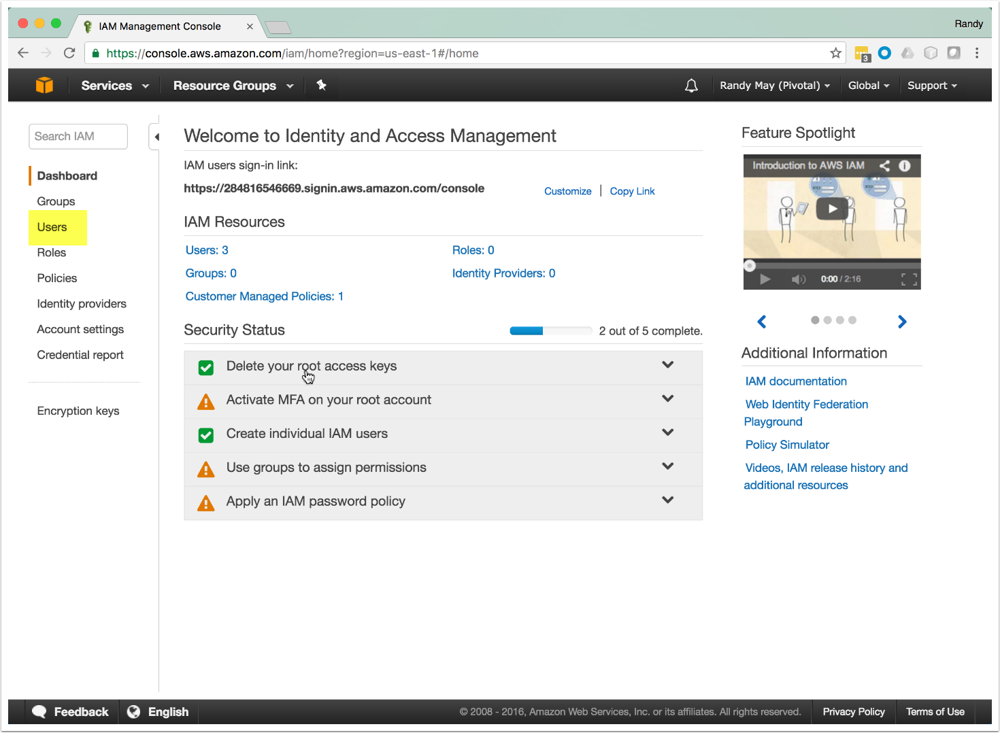 IAM Management Console
Randy
https://console.aws.amazon.com/iam/home?region=us-east-1#/home
3
Services
Resource Groups
Randy May (Pivotal)
Global
Support
Search IAM
Dashboard
Groups
Users
Roles
Policies
Identity providers
Account settings
Credential report
Encryption keys
Welcome to Identity and Access Management
IAM users sign-in link:
https://284816546669.signin.aws.amazon.com/console
Customize | Copy Link
IAM Resources
Users: 3
Roles: 0
Groups: 0
Identity Providers: 0
Customer Managed Policies: 1
Security Status
2 out of 5 complete.
Delete your root access keys
Activate MFA on your root account
Create individual IAM users
Use groups to assign permissions
Apply an IAM password policy
Feature Spotlight
Introduction to AWS IAM
0:00 / 2:16
Additional Information
IAM documentation
Web Identity Federation
Playground
Policy Simulator
Videos, IAM release history and
additional resources
Feedback
English
© 2008 - 2016, Amazon Web Services, Inc. or its affiliates. All rights reserved.
Privacy Policy
Terms of Use